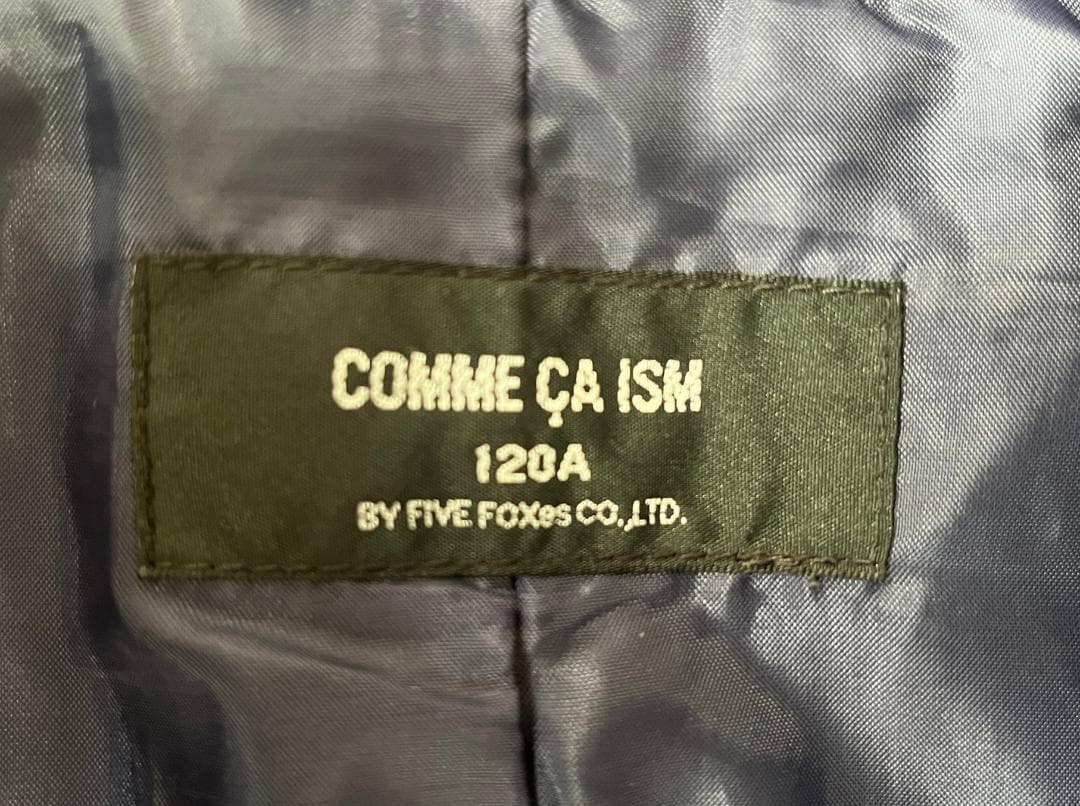 COMME ÇA ISM
120A
BY FIVE FOXes CO.,LTD.